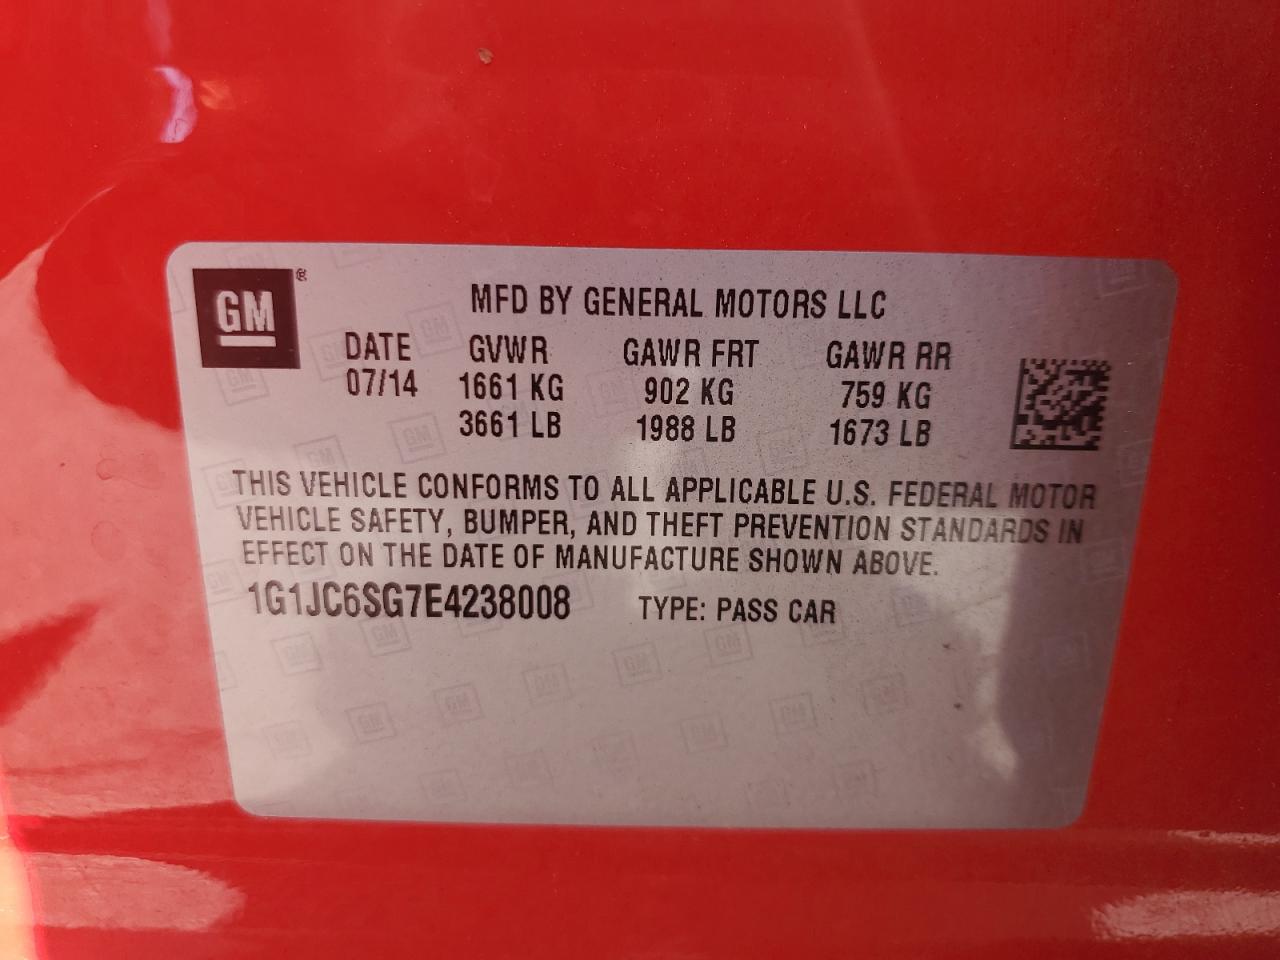 GM®
MFD BY GENERAL MOTORS LLC
DATE GVWR GAWR FRT GAWR RR
07/14 1661 KG 902 KG 759 KG
3661 LB 1988 LB 1673 LB
THIS VEHICLE CONFORMS TO ALL APPLICABLE U.S. FEDERAL MOTOR
VEHICLE SAFETY, BUMPER, AND THEFT PREVENTION STANDARDS IN
EFFECT ON THE DATE OF MANUFACTURE SHOWN ABOVE.
1G1JC6SG7E4238008 TYPE: PASS CAR